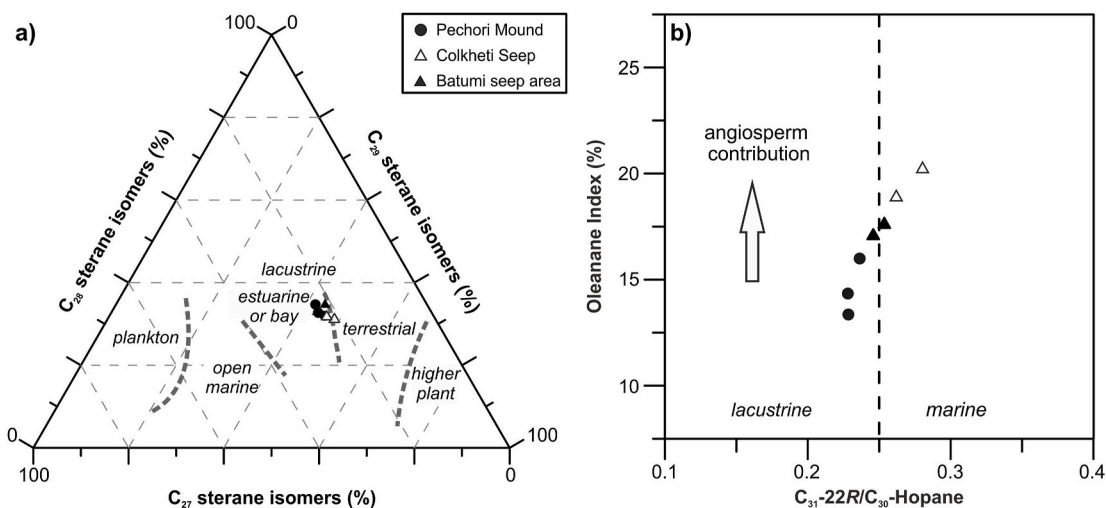 a)
100
0
Pechori Mound
Colkheti Seep
Batumi seep area
C₂₈ sterane isomers (%)
C₂₉ sterane isomers (%)
lacustrine
estuarine
or bay
terrestrial
plankton
open
marine
higher
plant
0
100
100
0
C₂₇ sterane isomers (%)
b)
25
20
15
10
Oleanane Index (%)
angiosperm
contribution
lacustrine
marine
0.1
0.2
0.3
0.4
C₃₁-22R/C₃₀-Hopane